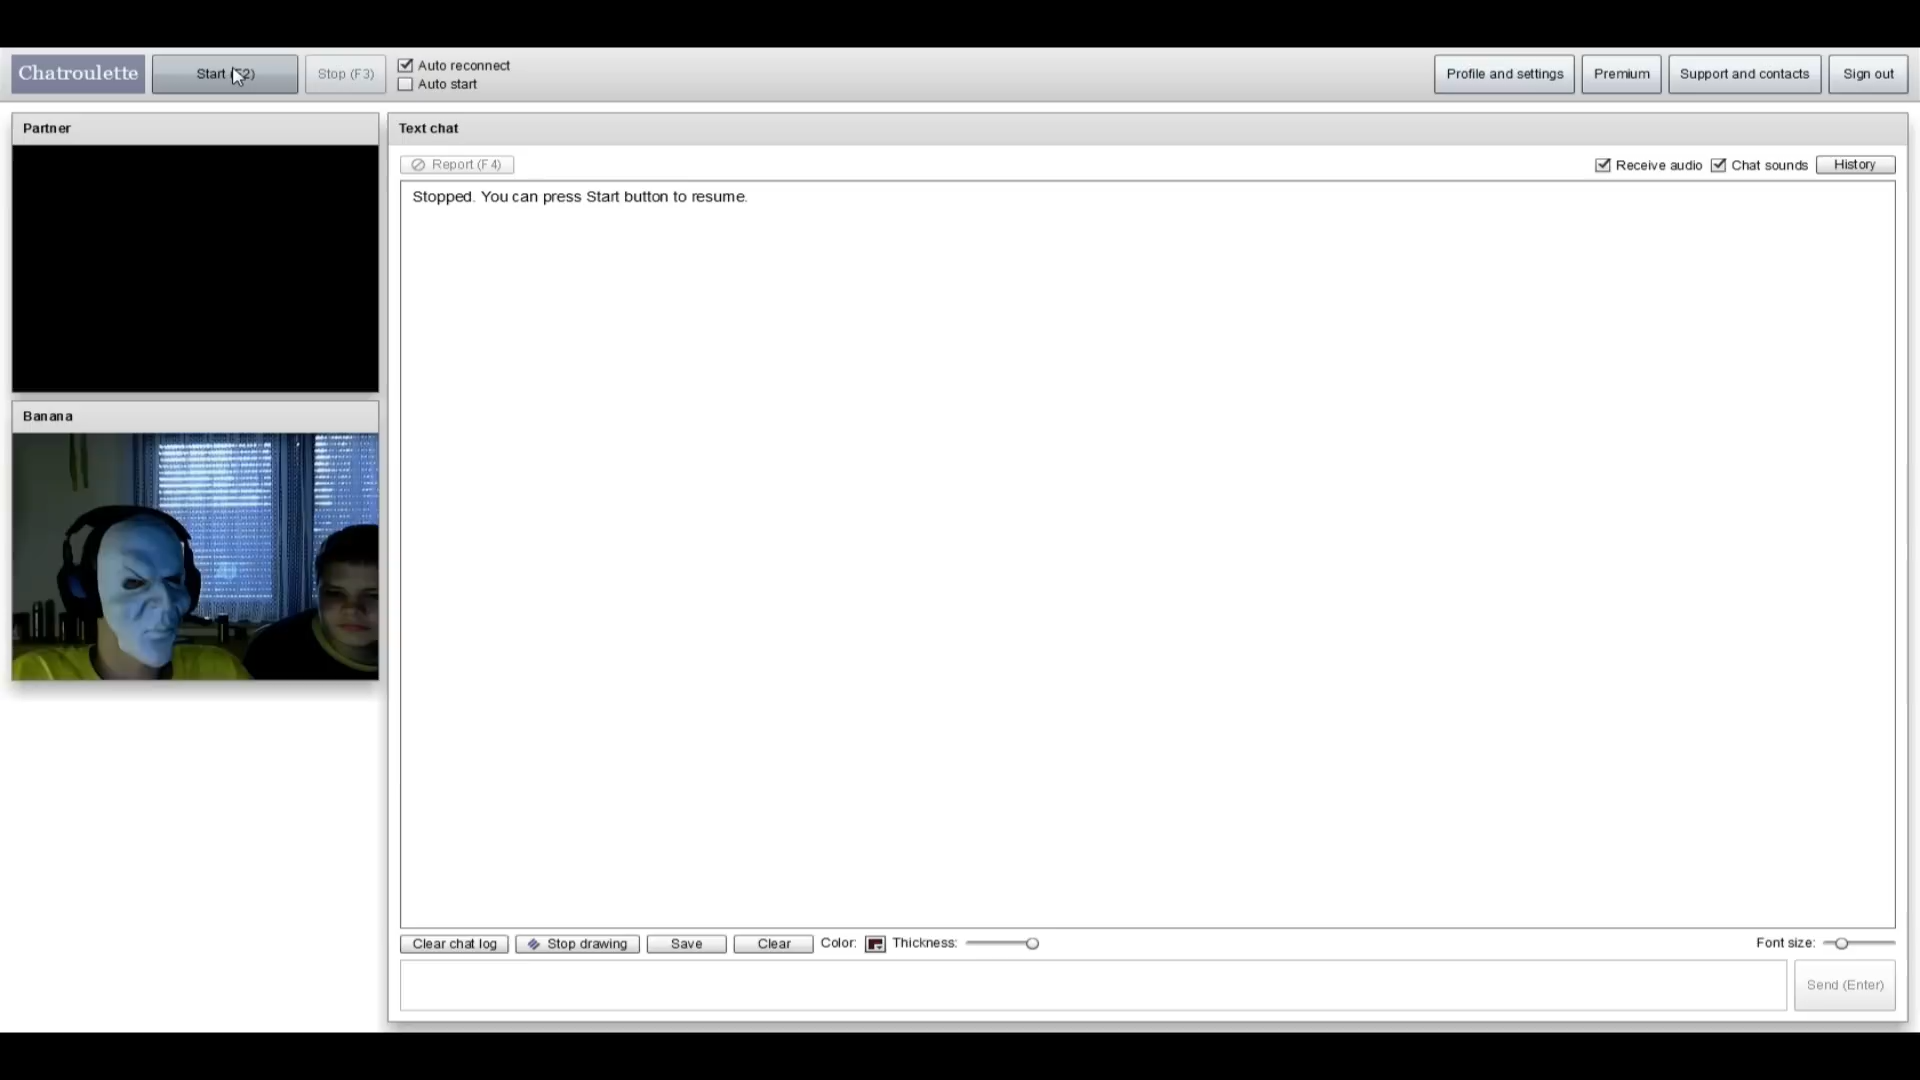 Chatroulette
Start (F2)
Stop (F3)
Auto reconnect
Auto start
Profile and settings
Premium
Support and contacts
Sign out
Partner
Banana
Text chat
Report (F4)
Receive audio
Chat sounds
History
Stopped. You can press Start button to resume.
Clear chat log
Stop drawing
Save
Clear
Color:
Thickness:
Font size:
Send (Enter)